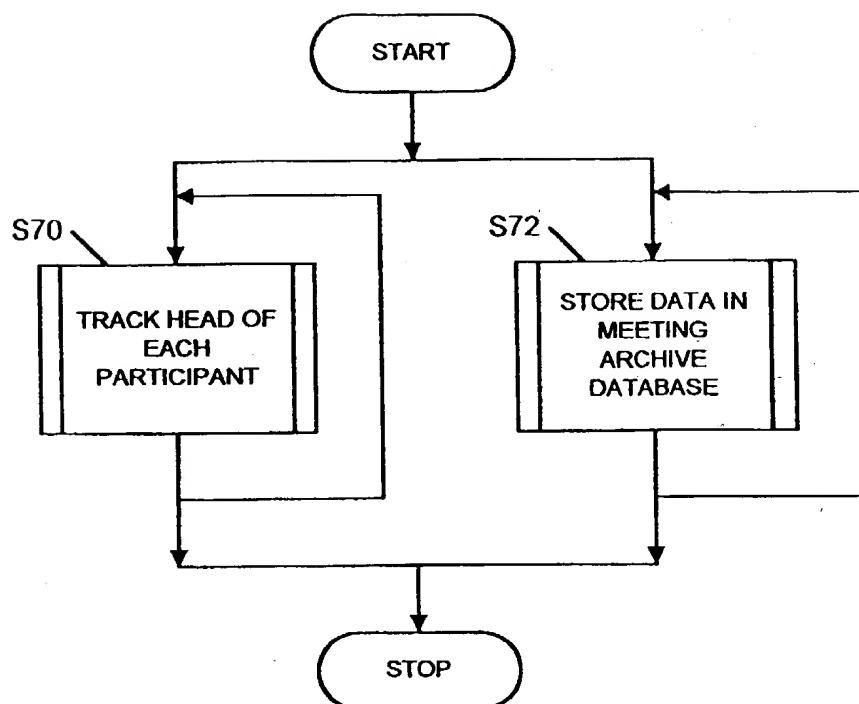 START
S70
TRACK HEAD OF
EACH
PARTICIPANT
S72
STORE DATA IN
MEETING
ARCHIVE
DATABASE
STOP